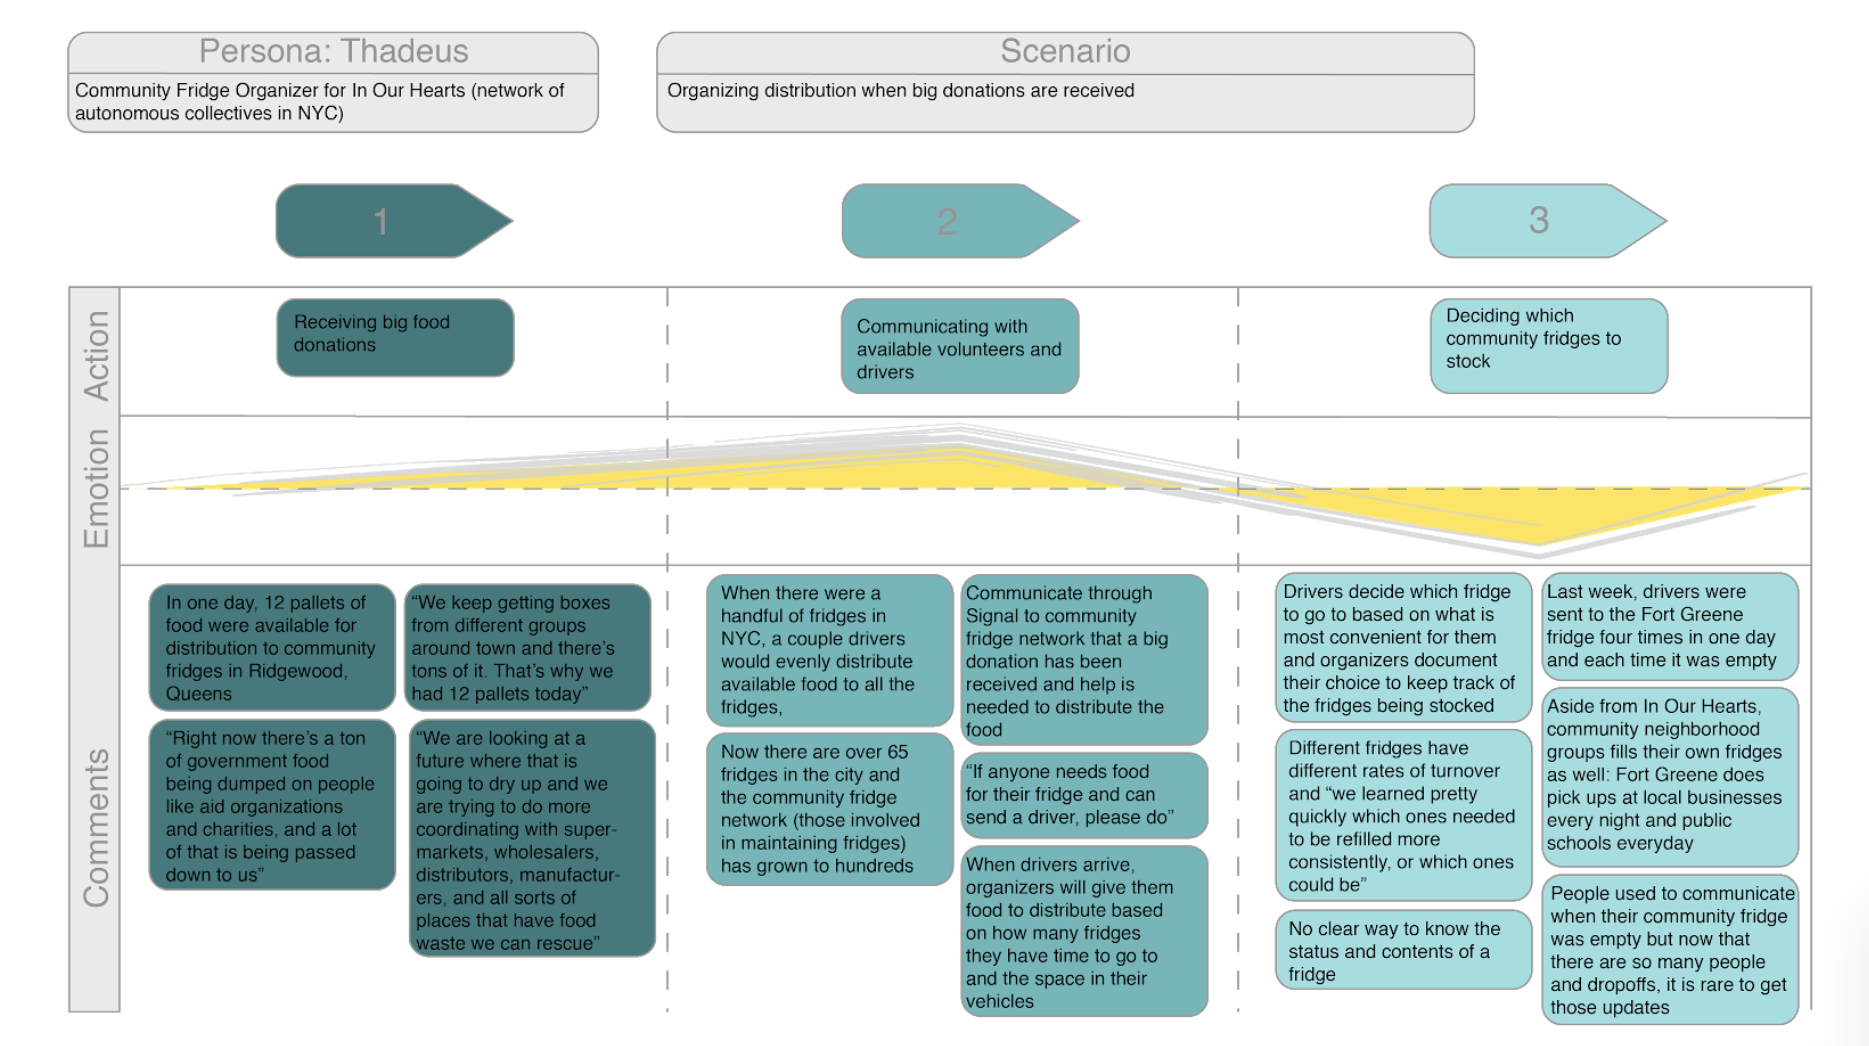 Persona: Thadeus
Community Fridge Organizer for In Our Hearts (network of
autonomous collectives in NYC)
Scenario
Organizing distribution when big donations are received
1
2
3
Action
Receiving big food
donations
Communicating with
available volunteers and
drivers
Deciding which
community fridges to
stock
Emotion
Comments
In one day, 12 pallets of
food were available for
distribution to community
fridges in Ridgewood,
Queens
“We keep getting boxes
from different groups
around town and there’s
tons of it. That’s why we
had 12 pallets today”
“Right now there’s a ton
of government food
being dumped on people
like aid organizations
and charities, and a lot
of that is being passed
down to us”
“We are looking at a
future where that is
going to dry up and we
are trying to do more
coordinating with super-
markets, wholesalers,
distributors, manufactur-
ers, and all sorts of
places that have food
waste we can rescue”
When there were a
handful of fridges in
NYC, a couple drivers
would evenly distribute
available food to all the
fridges,
Now there are over 65
fridges in the city and
the community fridge
network (those involved
in maintaining fridges)
has grown to hundreds
Communicate through
Signal to community
fridge network that a big
donation has been
received and help is
needed to distribute the
food
“If anyone needs food
for their fridge and can
send a driver, please do”
When drivers arrive,
organizers will give them
food to distribute based
on how many fridges
they have time to go to
and the space in their
vehicles
Drivers decide which fridge
to go to based on what is
most convenient for them
and organizers document
their choice to keep track of
the fridges being stocked
Different fridges have
different rates of turnover
and “we learned pretty
quickly which ones needed
to be refilled more
consistently, or which ones
could be”
No clear way to know the
status and contents of a
fridge
Last week, drivers were
sent to the Fort Greene
fridge four times in one day
and each time it was empty
Aside from In Our Hearts,
community neighborhood
groups fills their own fridges
as well: Fort Greene does
pick ups at local businesses
every night and public
schools everyday
People used to communicate
when their community fridge
was empty but now that
there are so many people
and dropoffs, it is rare to get
those updates